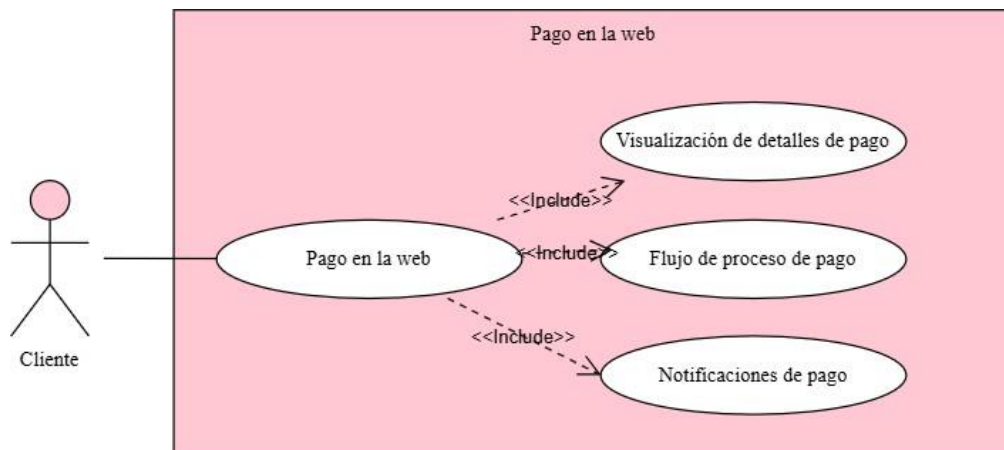 Pago en la web
Visualización de detalles de pago
<<Include>>
Pago en la web
<<Include>>
Flujo de proceso de pago
<<Include>>
Cliente
Notificaciones de pago